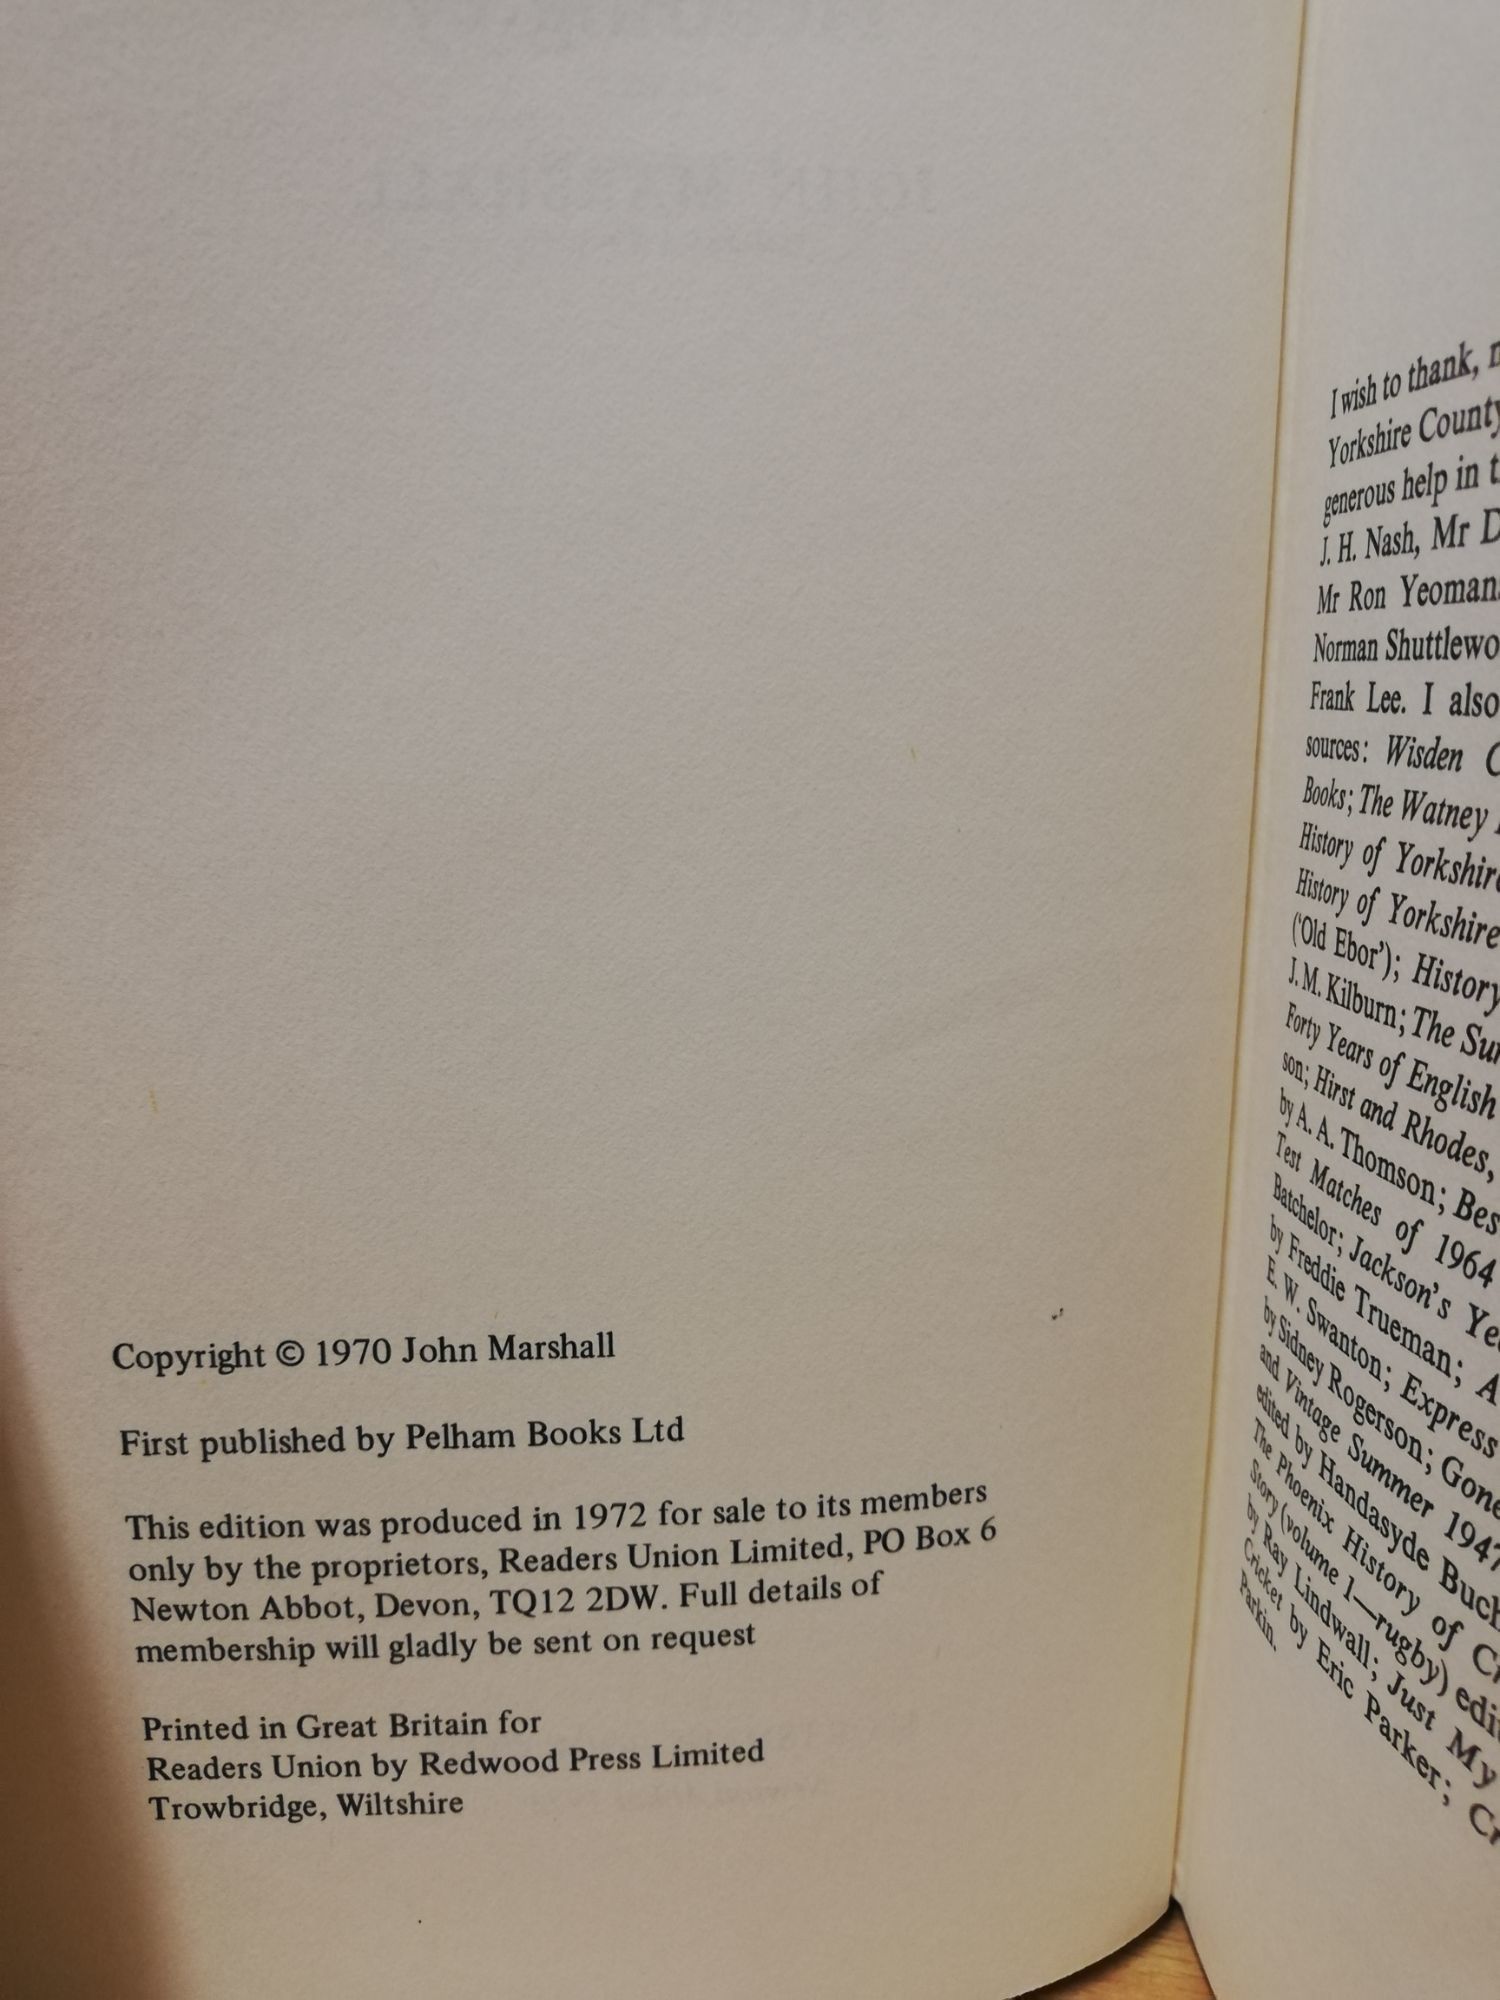 JOHN MARSHALL
Copyright © 1970 John Marshall
First published by Pelham Books Ltd
This edition was produced in 1972 for sale to its members
only by the proprietors, Readers Union Limited, PO Box 6
Newton Abbot, Devon, TQ12 2DW. Full details of
membership will gladly be sent on request
Printed in Great Britain for
Readers Union by Redwood Press Limited
Trowbridge, Wiltshire
I wish to thank,
Yorkshire County
generous help in
J. H. Nash, Mr
Mr Ron
Norman
Frank Lee. I also
sources: Wisden
Books; The Watney
History of
History of Yorkshire
('Old Ebor'); History
J. M. Kilburn; The
Forty Years of English
son; Hirst and Rhodes,
by A. A. Thomson;
Test Matches of 1964
Batchelor; Jackson's
by Freddie Trueman; A
E. W. Swanton; Express
by Sidney Rogerson; Gone
and Vintage Summer 1947
edited by Handasyde
The Phoenix History of
Story (volume 1—rugby)
by Ray Lindwall; Just My
Cricket by Eric Parker;
Parkin.